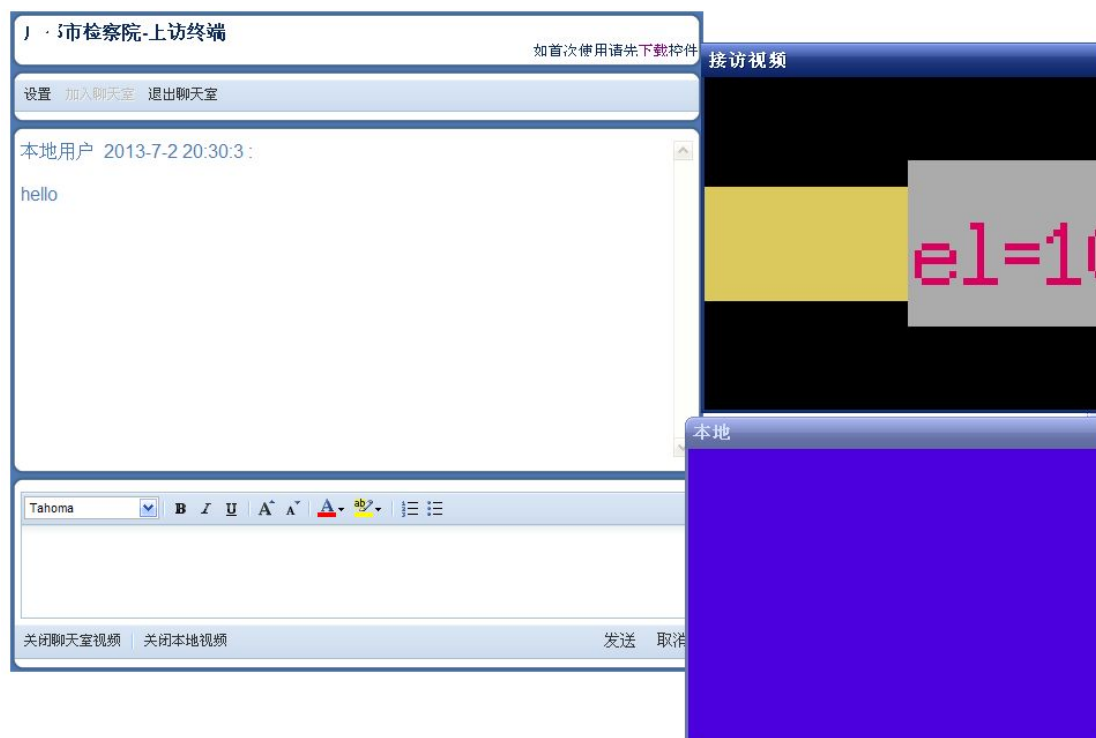 市检察院-上访终端
如首次使用请先下载控件
设置 加入聊天室 退出聊天室
本地用户 2013-7-2 20:30:3 :
hello
接访视频
el=1
本地
Tahoma
B I U A A A ab
关闭聊天室视频 关闭本地视频
发送 取消